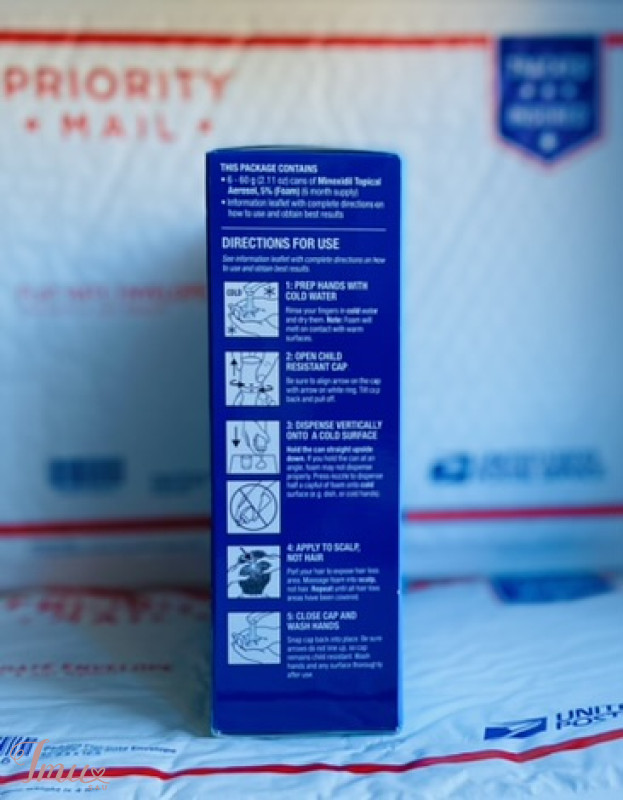 PRIORITY
• MAIL •
THIS PACKAGE CONTAINS
• 6 - 60 g (2.11 oz) cans of Minoxidil Topical
Aerosol, 5% (Foam) (6 month supply)
• Information leaflet with complete directions on
how to use and obtain best results
DIRECTIONS FOR USE
See information leaflet with complete directions on how
to use and obtain best results.
COLD
1: PREP HANDS WITH
COLD WATER
Rinse your fingers in cold water
and dry them. Note: Foam will
melt on contact with warm
surfaces.
2: OPEN CHILD
RESISTANT CAP
Be sure to align arrow on the cap
with arrow on white ring. Tilt cap
back and pull off.
3: DISPENSE VERTICALLY
ONTO A COLD SURFACE
Hold the can straight upside
down. If you hold the can at an
angle, foam may not dispense
properly. Press nozzle to dispense
half a capful of foam onto cold
surface (e.g. dish, or cold hands).
4: APPLY TO SCALP,
NOT HAIR
Part your hair to expose hair loss
area. Massage foam into scalp,
not hair. Repeat until all hair loss
areas have been covered.
5: CLOSE CAP AND
WASH HANDS
Snap cap back into place. Be sure
arrows do not line up, so cap
remains child resistant. Wash
hands and any surface thoroughly
after use.
ENVELOPE
UNITE
POST